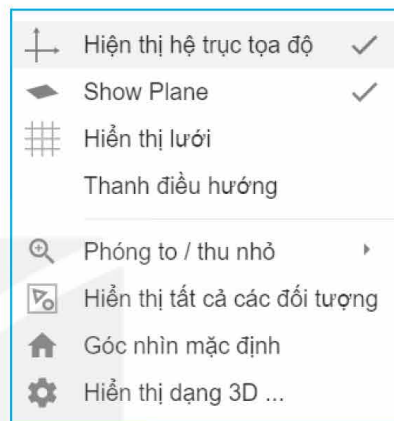 Hiện thị hệ trục tọa độ
Show Plane
Hiển thị lưới
Thanh điều hướng
Phóng to / thu nhỏ
Hiển thị tất cả các đối tượng
Góc nhìn mặc định
Hiển thị dạng 3D ...